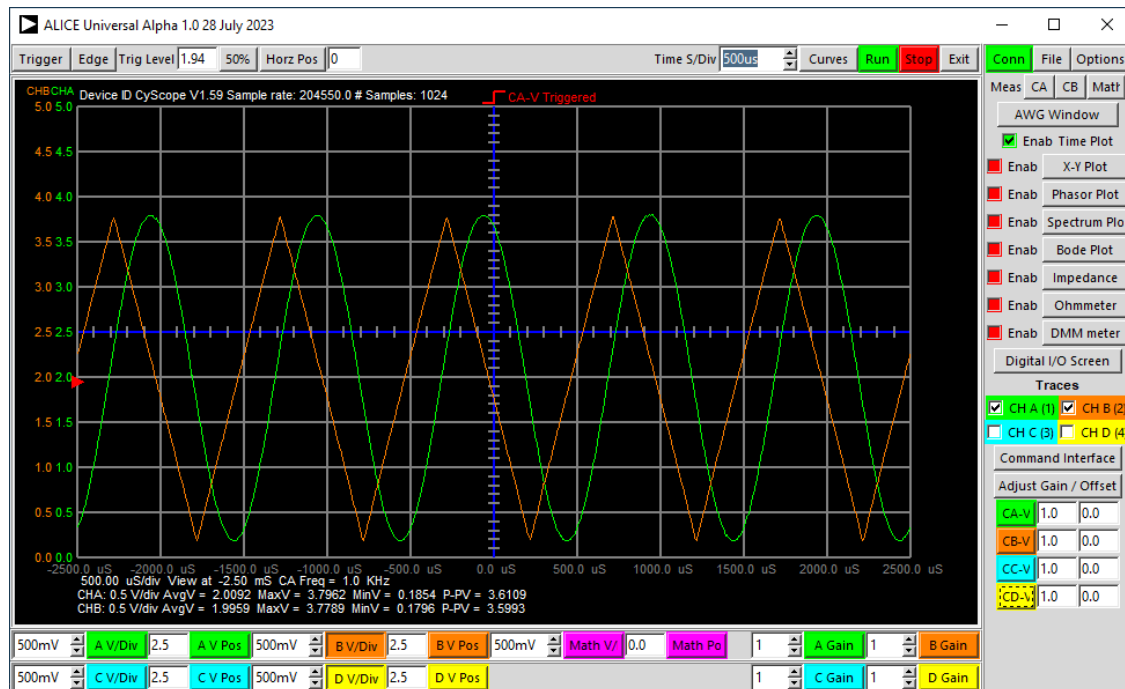 ALICE Universal Alpha 1.0 28 July 2023
Trigger Edge Trig Level 1.94 50% Horz Pos 0 Time S/Div 500us Curves Run Stop Exit Conn File Options
CHB CHA Device ID CyScope V1.59 Sample rate: 204550.0 # Samples: 1024 CA-V Triggered
5.0 5.0
4.5 4.5
4.0 4.0
3.5 3.5
3.0 3.0
2.5 2.5
2.0 2.0
1.5 1.5
1.0 1.0
0.5 0.5
0.0 0.0
-2500.0 uS -2000.0 uS -1500.0 uS -1000.0 uS -500.0 uS 0.0 uS 500.0 uS 1000.0 uS 1500.0 uS 2000.0 uS 2500.0 uS
500.00 uS/div View at -2.50 mS CA Freq = 1.0 KHz
CHA: 0.5 V/div AvgV = 2.0092 MaxV = 3.7962 MinV = 0.1854 P-PV = 3.6109
CHB: 0.5 V/div AvgV = 1.9959 MaxV = 3.7789 MinV = 0.1796 P-PV = 3.5993
Meas CA CB Math
AWG Window
Enab Time Plot
Enab X-Y Plot
Enab Phasor Plot
Enab Spectrum Plo
Enab Bode Plot
Enab Impedance
Enab Ohmmeter
Enab DMM meter
Digital I/O Screen
Traces
CH A (1) CH B (2)
CH C (3) CH D (4)
Command Interface
Adjust Gain / Offset
CA-V 1.0 0.0
CB-V 1.0 0.0
CC-V 1.0 0.0
CD-V 1.0 0.0
500mV A V/Div 2.5 A V Pos 500mV B V/Div 2.5 B V Pos 500mV Math V/ 0.0 Math Po 1 A Gain 1 B Gain
500mV C V/Div 2.5 C V Pos 500mV D V/Div 2.5 D V Pos 1 C Gain 1 D Gain